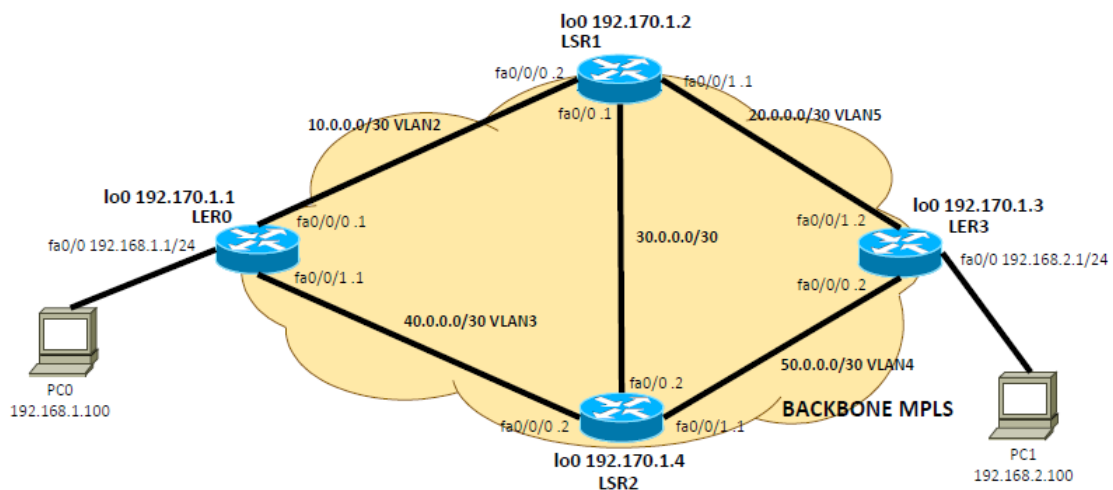 lo0 192.170.1.2
LSR1
fa0/0/0 .2
fa0/0/1 .1
fa0/0 .1
10.0.0.0/30 VLAN2
20.0.0.0/30 VLAN5
lo0 192.170.1.1
LER0
lo0 192.170.1.3
LER3
fa0/0/0 .1
fa0/0/1 .2
fa0/0 192.168.1.1/24
30.0.0.0/30
fa0/0 192.168.2.1/24
fa0/0/1 .1
fa0/0/0 .2
40.0.0.0/30 VLAN3
50.0.0.0/30 VLAN4
PC0
192.168.1.100
fa0/0 .2
BACKBONE MPLS
fa0/0/0 .2
fa0/0/1 .1
lo0 192.170.1.4
LSR2
PC1
192.168.2.100